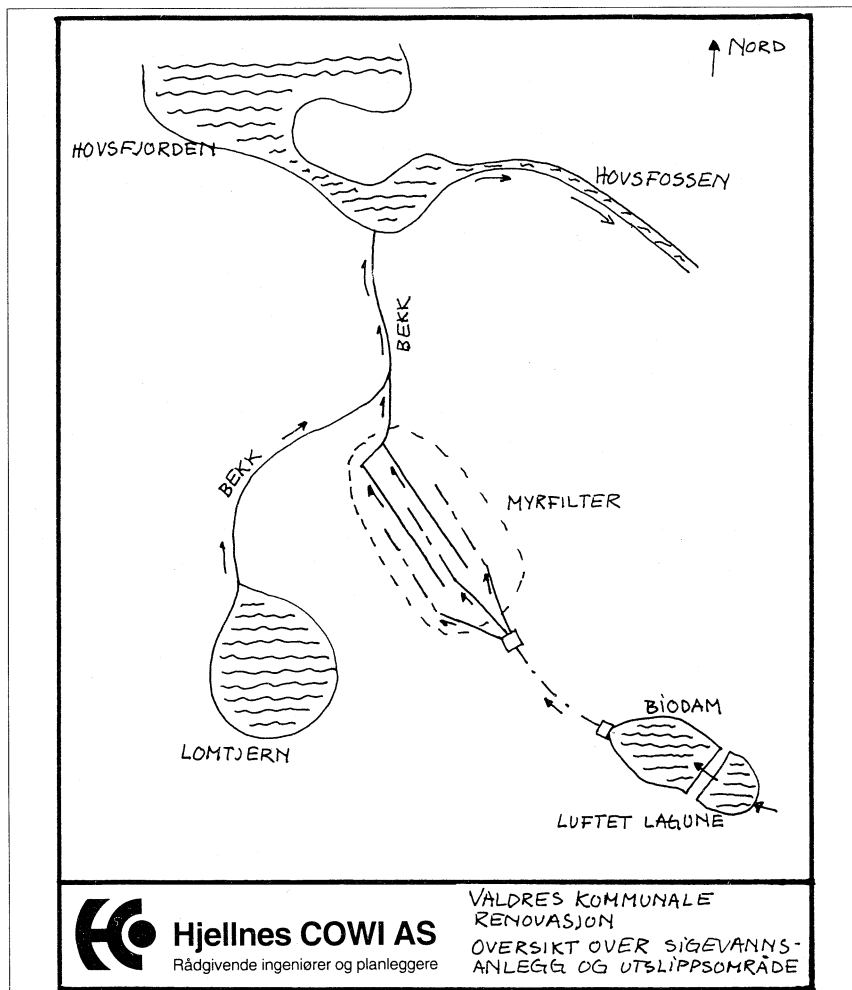 NORD
HOVSFJORDEN
HOVSFOSSEN
BEKK
BEKK
MYRFILTER
LOMTJERN
BIODAM
LUFTET LAGUNE
Hjellnes COWI AS
Rådgivende ingeniører og planleggere
VALDRES KOMMUNALE
RENOVASJON
OVERSIKT OVER SIGEVANNS-
ANLEGG OG UTSLIPPSOMRÅDE